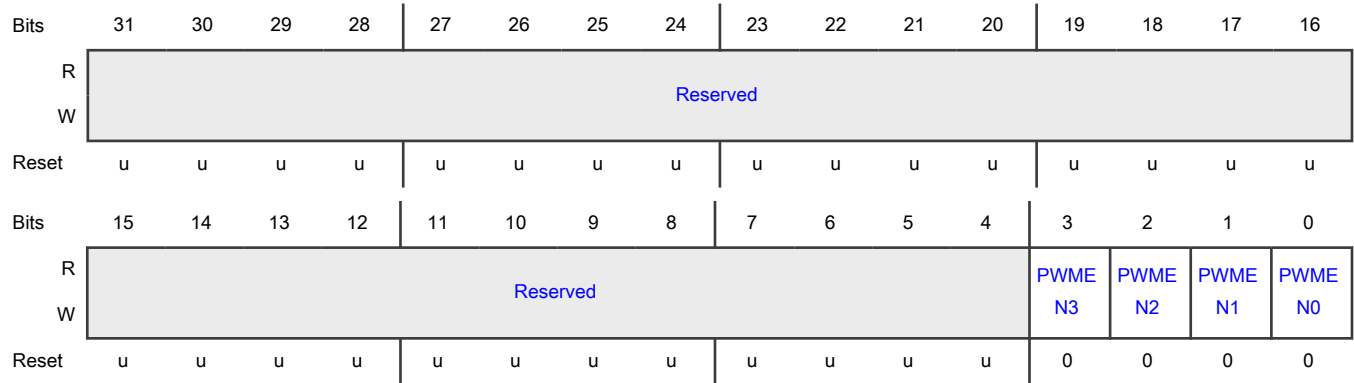 Bits 31 30 29 28 27 26 25 24 23 22 21 20 19 18 17 16
R
Reserved
W
Reset u u u u u u u u u u u u u u u u
Bits 15 14 13 12 11 10 9 8 7 6 5 4 3 2 1 0
R
Reserved
PWME PWME PWME PWME
N3 N2 N1 N0
W
Reset u u u u u u u u u u u u 0 0 0 0